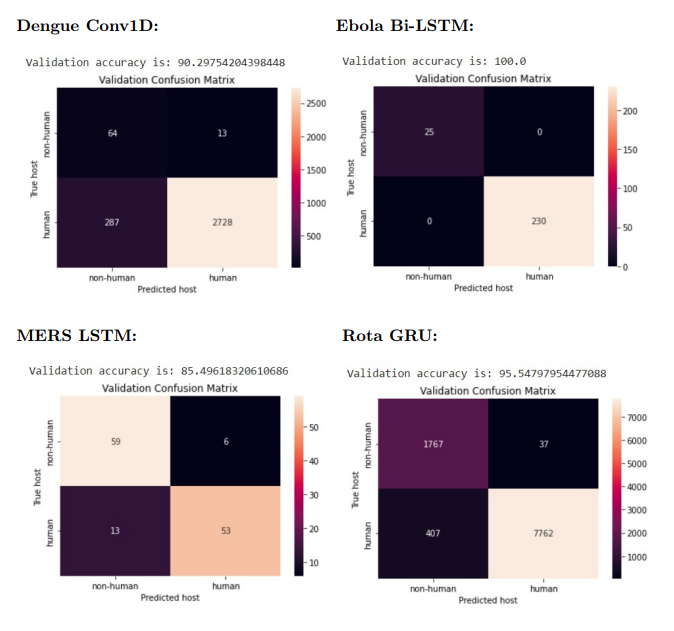 Dengue Conv1D:
Validation accuracy is: 90.29754204398448
Validation Confusion Matrix
True host
non-human
human
64
13
287
2728
2500
2000
1500
1000
500
non-human
human
Predicted host
Ebola Bi-LSTM:
Validation accuracy is: 100.0
Validation Confusion Matrix
True host
non-human
human
25
0
0
230
200
150
100
50
0
non-human
human
Predicted host
MERS LSTM:
Validation accuracy is: 85.49618320610686
Validation Confusion Matrix
True host
non-human
human
59
6
13
53
50
40
30
20
10
non-human
human
Predicted host
Rota GRU:
Validation accuracy is: 95.54797954477088
Validation Confusion Matrix
True host
non-human
human
1767
37
407
7762
7000
6000
5000
4000
3000
2000
1000
non-human
human
Predicted host